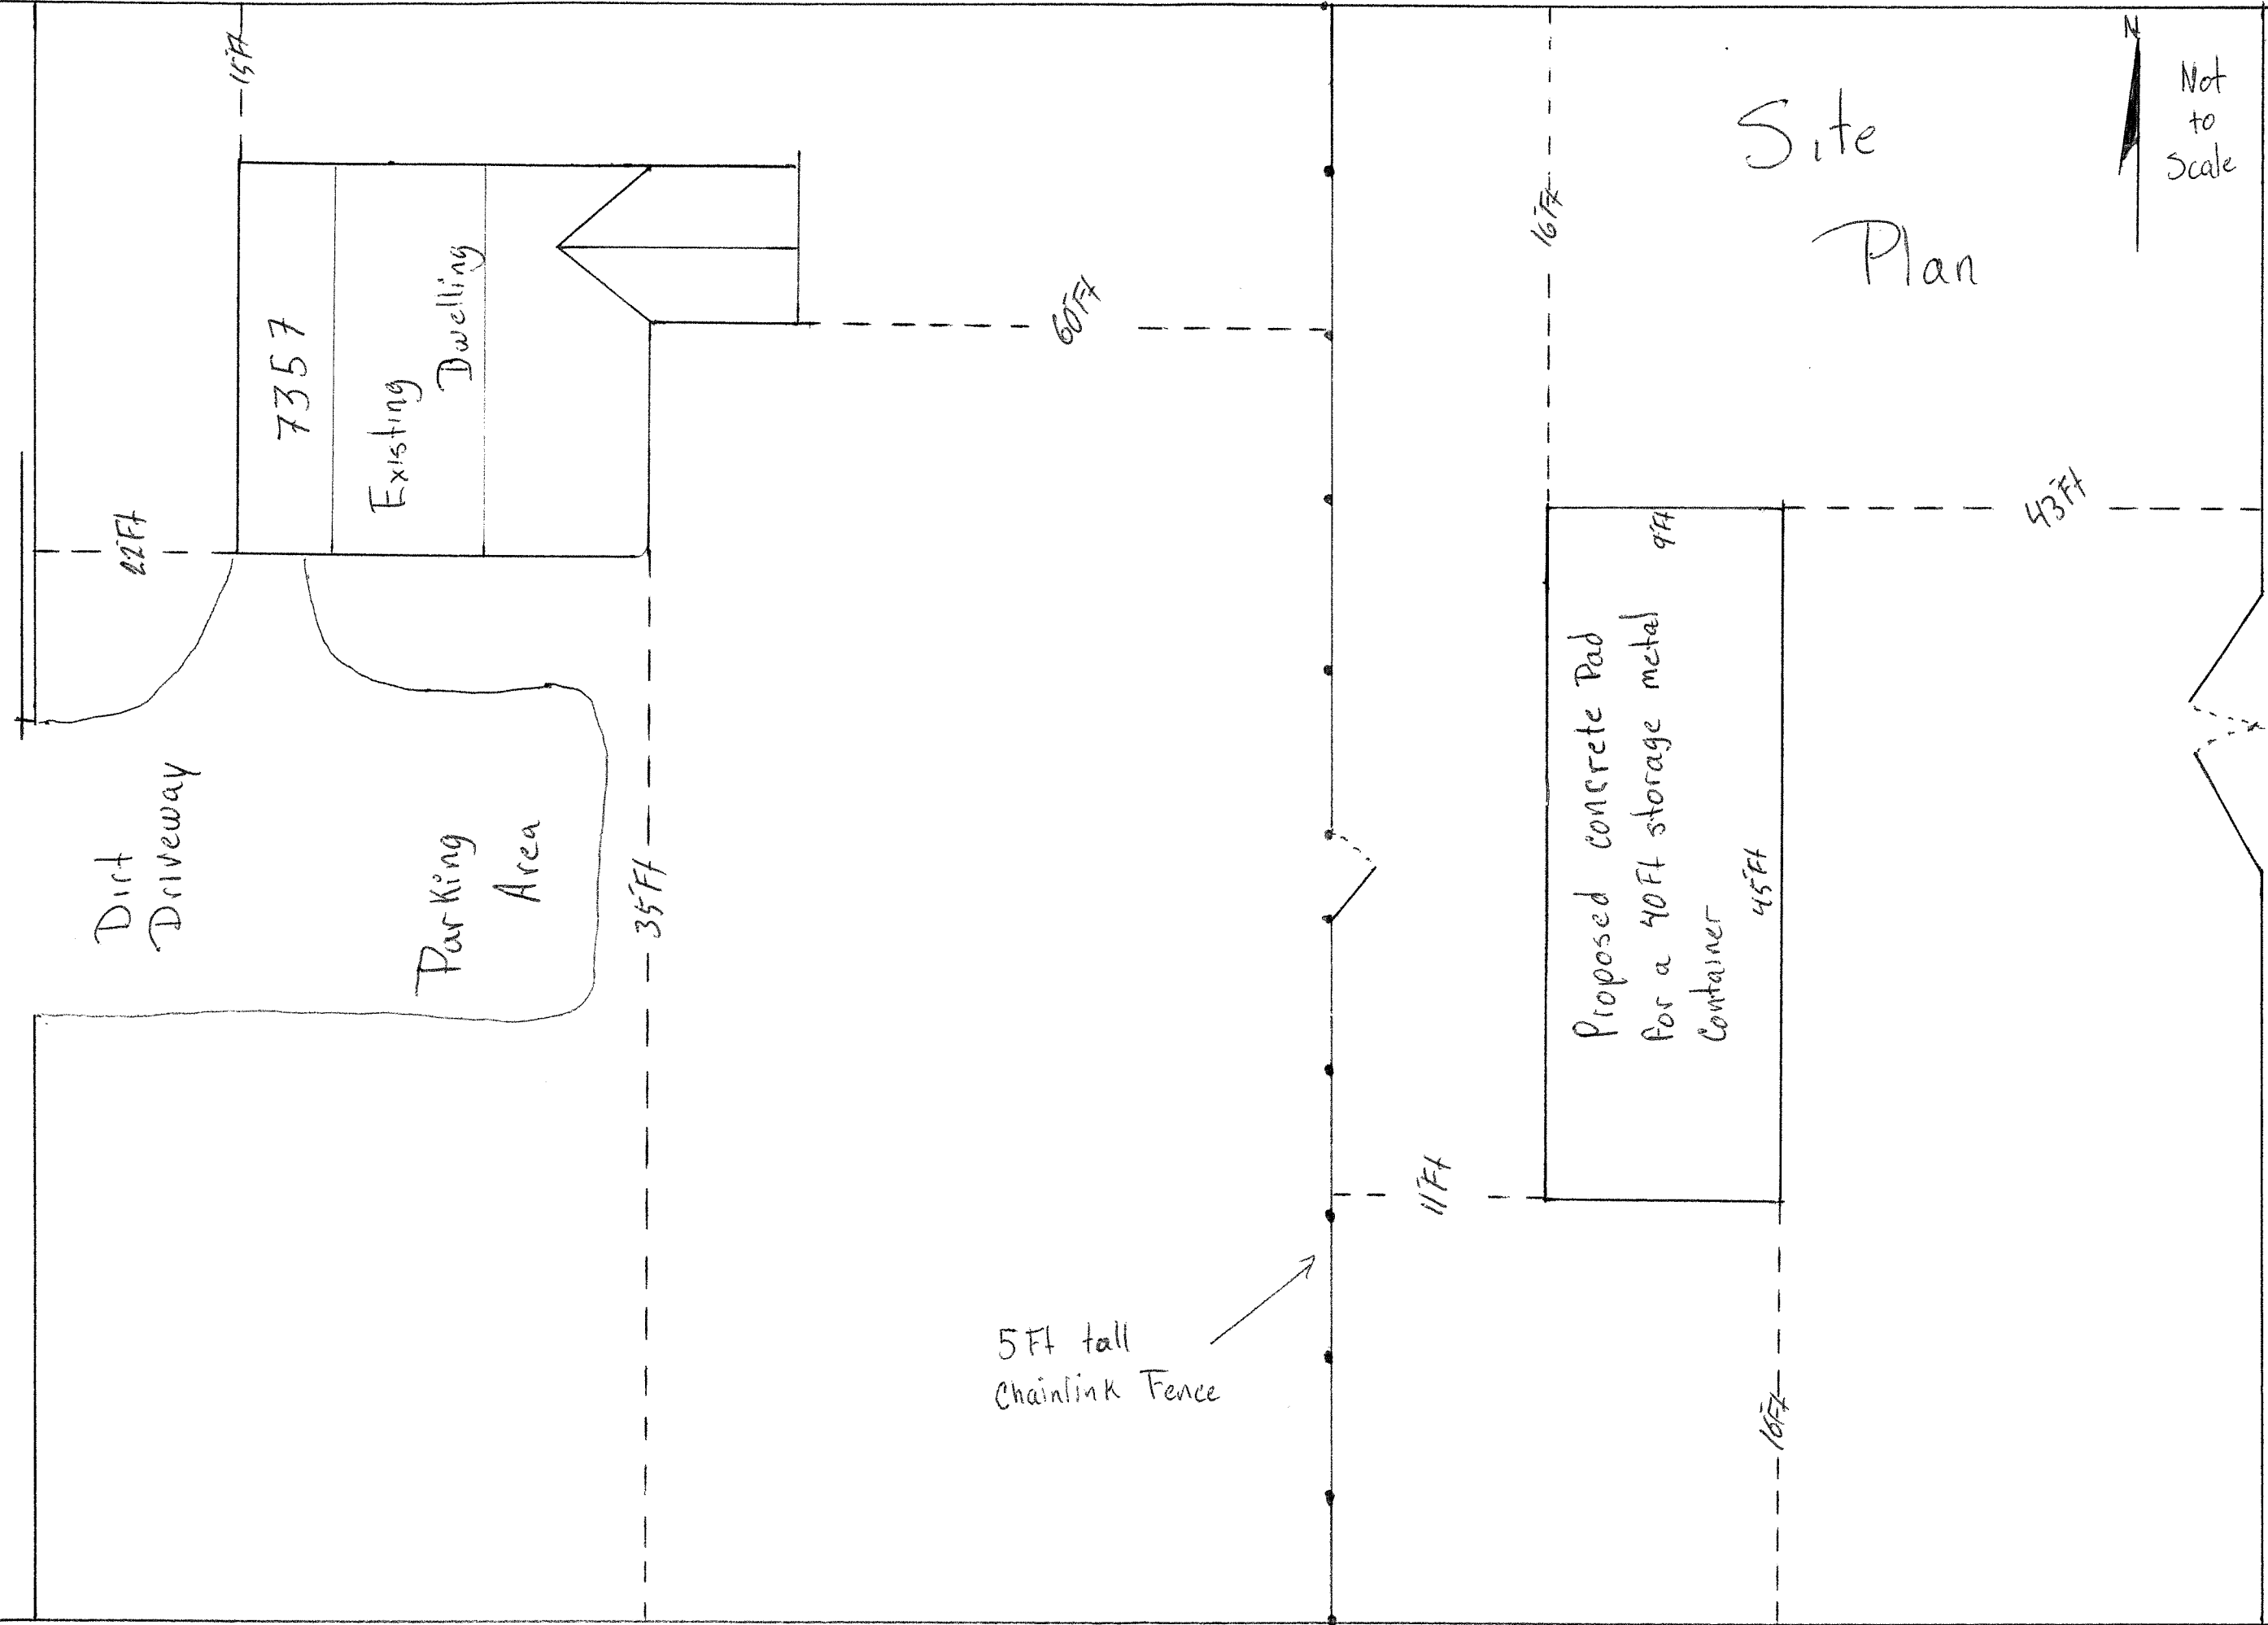 Site
Plan
N
Not
to
Scale
15Ft
7357
Existing
Dwelling
22Ft
60Ft
16Ft
43Ft
9Ft
Proposed concrete Pad
for a 40Ft storage metal
Container
45Ft
Dirt
Driveway
Parking
Area
35Ft
11Ft
5Ft tall
Chainlink Fence
16Ft